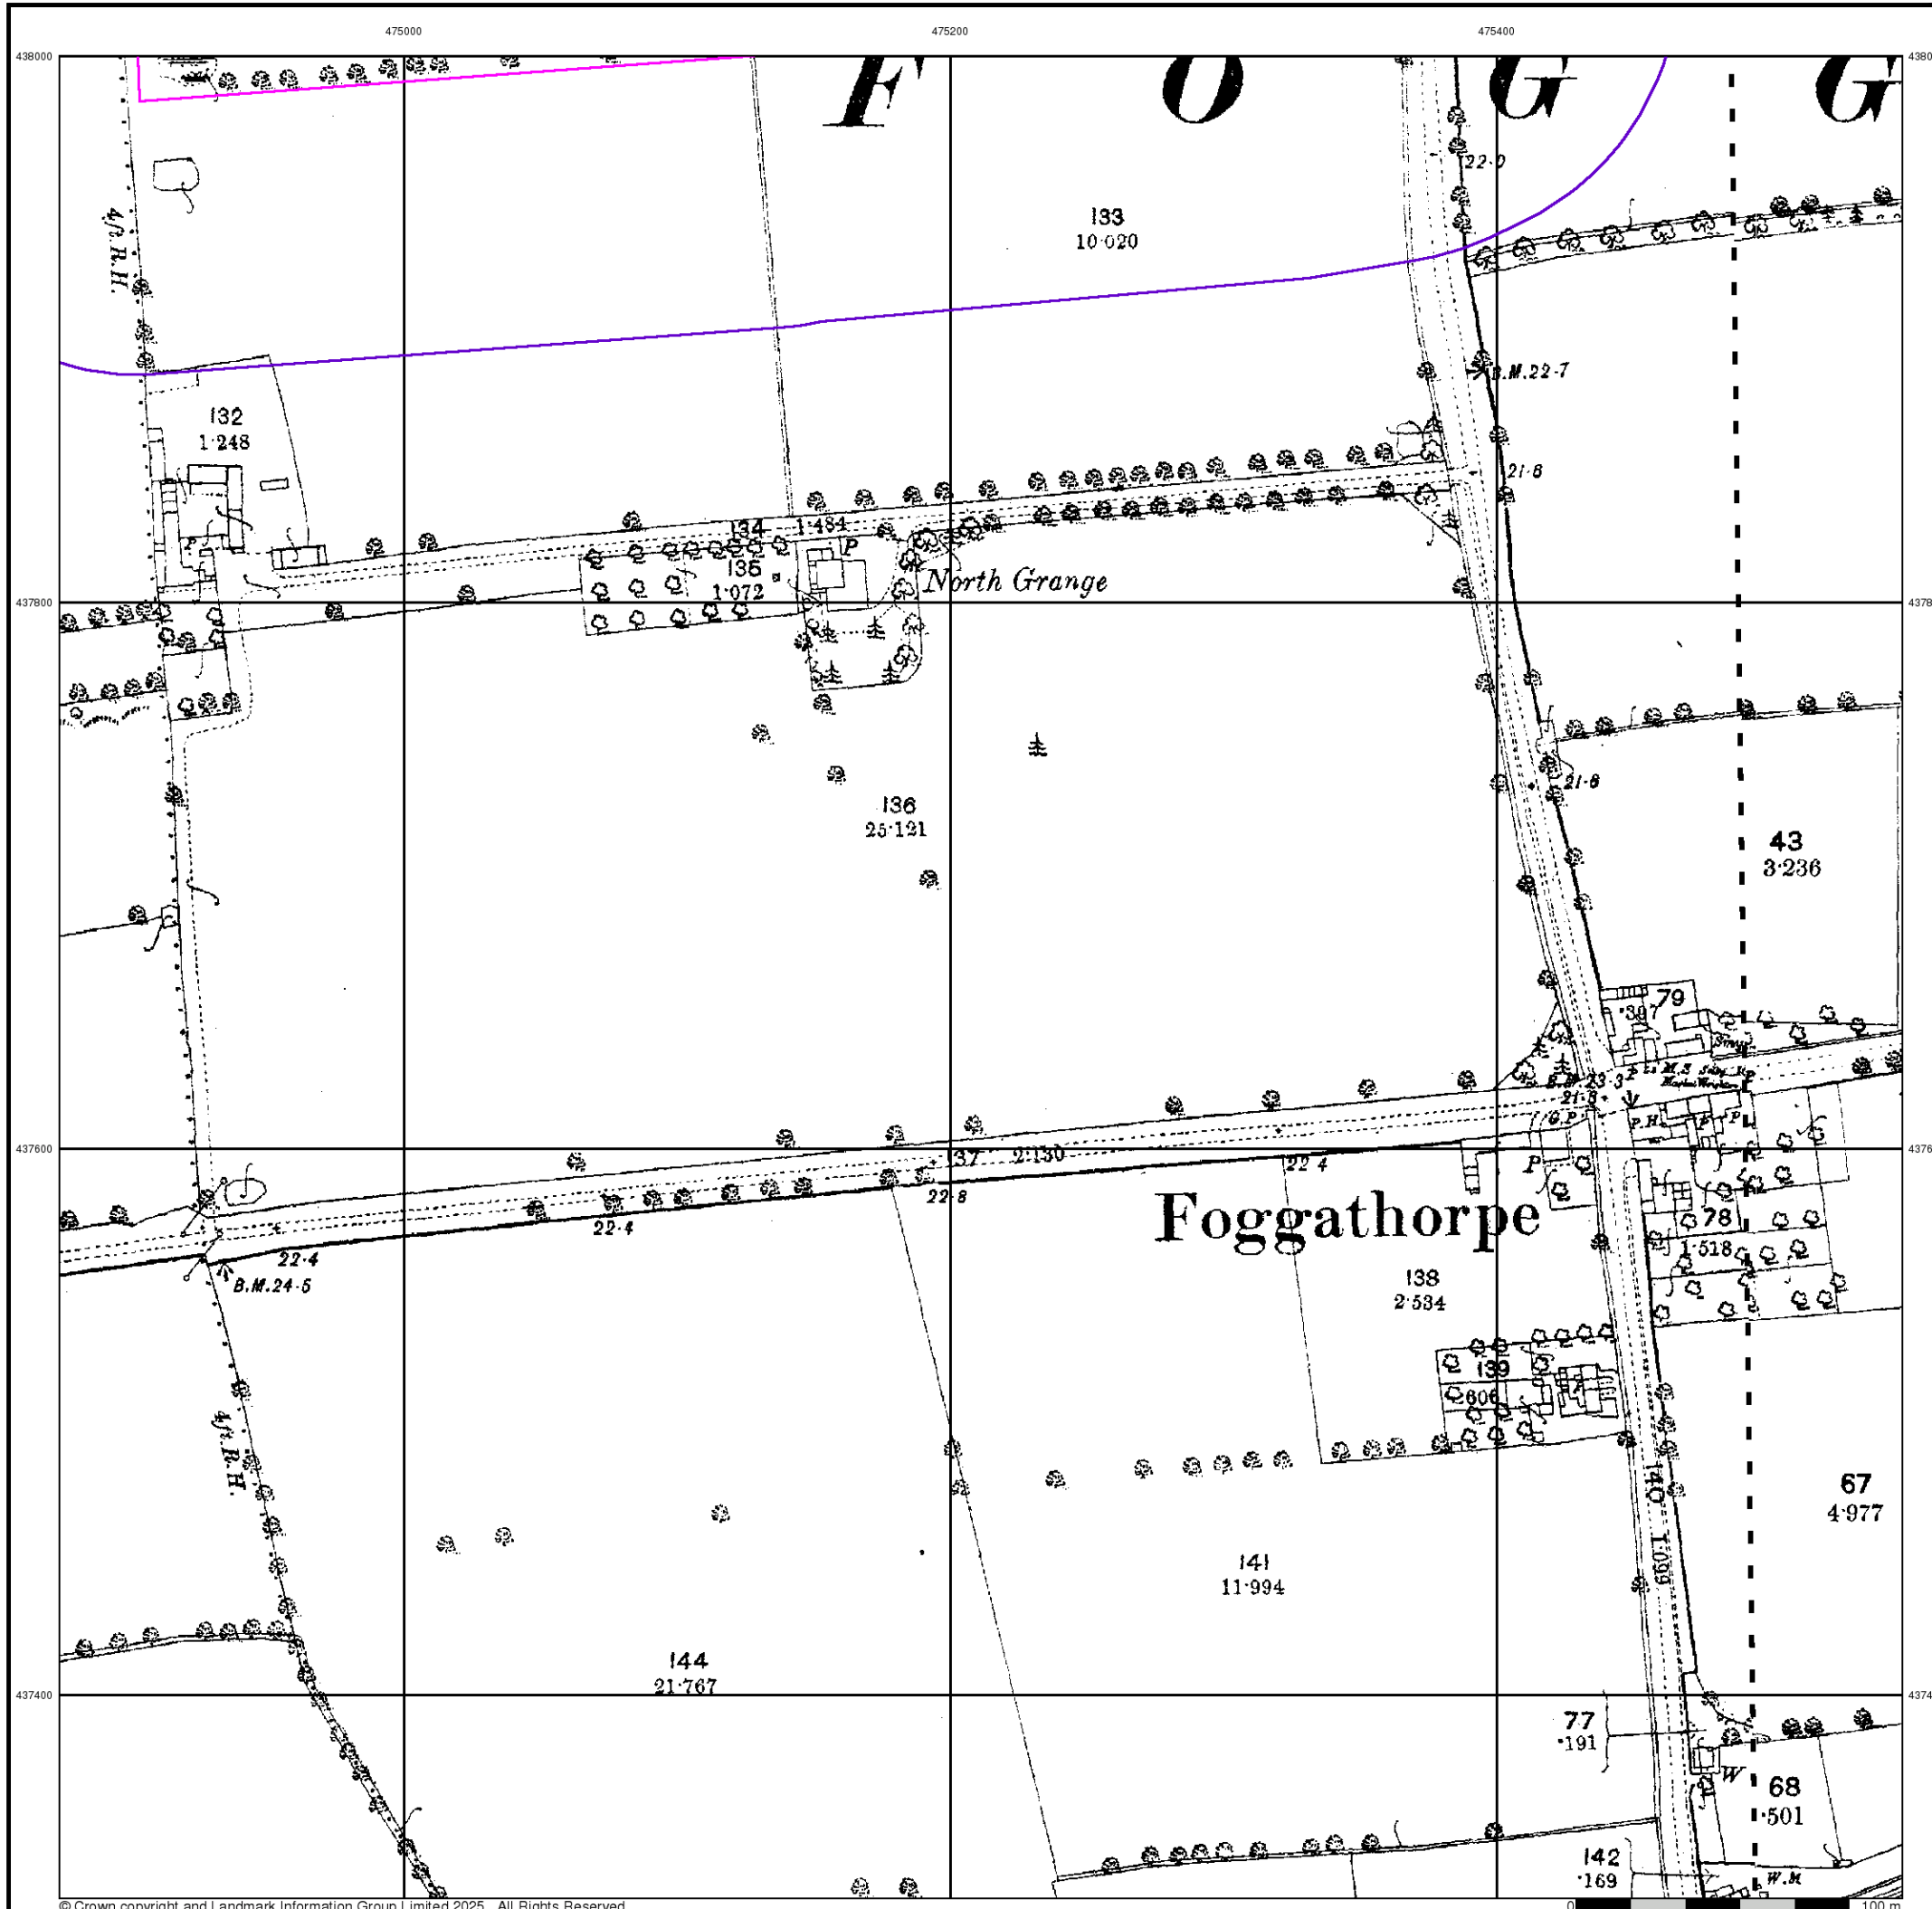 475000
475200
475400
438000
F O G G
22·0
133
10·020
4ft. R.H.
B.M.22·7
132
1·248
21·8
134 1·484
P
135
1·072
North Grange
437800
136
25·121
21·8
43
3·236
79
·307
B.M.23·3
21·8
G.P.
P.H.
P
P
P
137 2·130
22·4
22·8
22·4
22·4
437600
B.M.24·5
Foggathorpe
78
1·518
138
2·534
139
·606
4ft. R.H.
140 1·099
67
4·977
141
11·994
144
21·767
437400
77
·191
W
68
·501
142
·169
W.M
© Crown copyright and Landmark Information Group Limited 2025. All Rights Reserved.
0 100 m